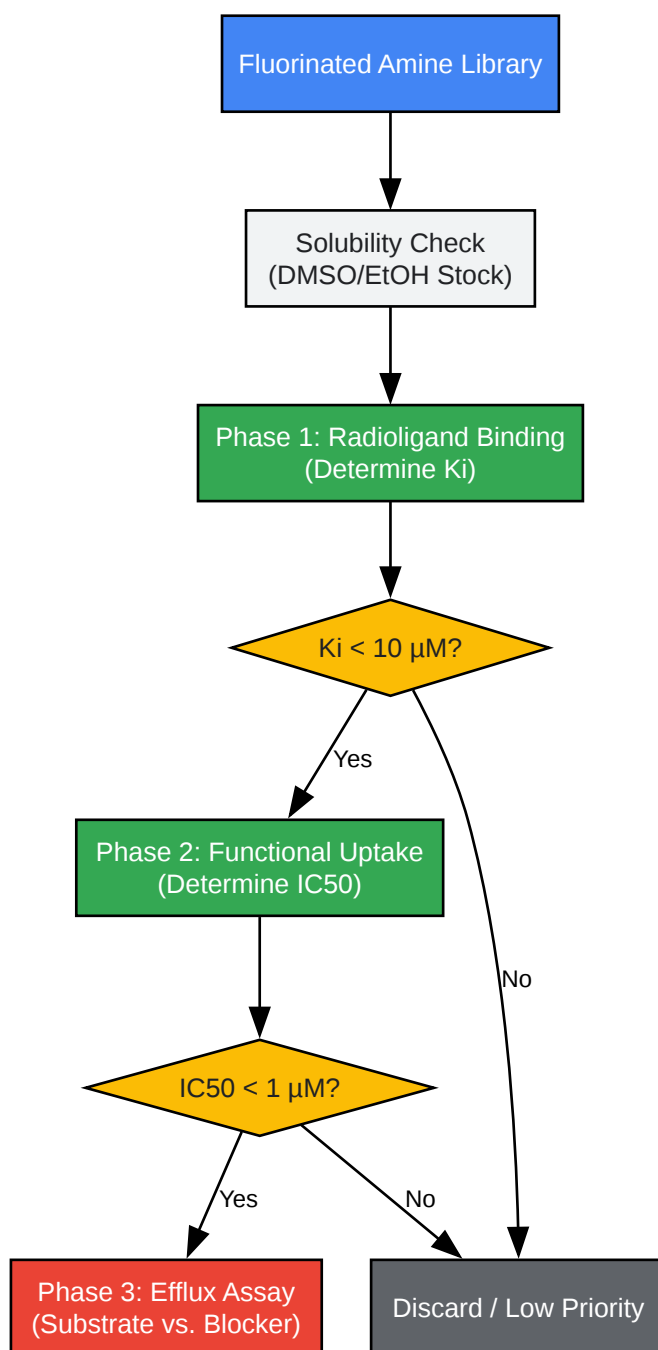 Fluorinated Amine Library
Solubility Check
(DMSO/EtOH Stock)
Phase 1: Radioligand Binding
(Determine Ki)
Ki < 10 µM?
Yes
Phase 2: Functional Uptake
(Determine IC50)
No
IC50 < 1 µM?
Yes
No
Phase 3: Efflux Assay
(Substrate vs. Blocker)
Discard / Low Priority